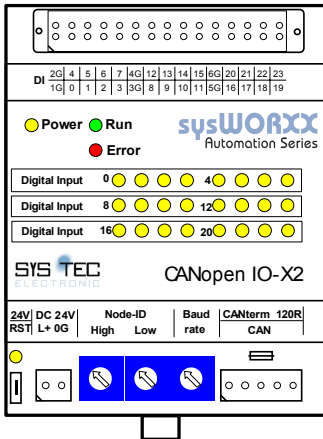 DI 2G 4 5 6 7 4G 12 13 14 15 6G 20 21 22 23
1G 0 1 2 3 3G 8 9 10 11 5G 16 17 18 19
Power Run
Error
sysWORXX
Automation Series
Digital Input 0 4
Digital Input 8 12
Digital Input 16 20
SYS TEC
ELECTRONIC
CANopen IO-X2
24V DC 24V Node-ID Baud CANterm 120R
RST L+ 0G High Low rate CAN